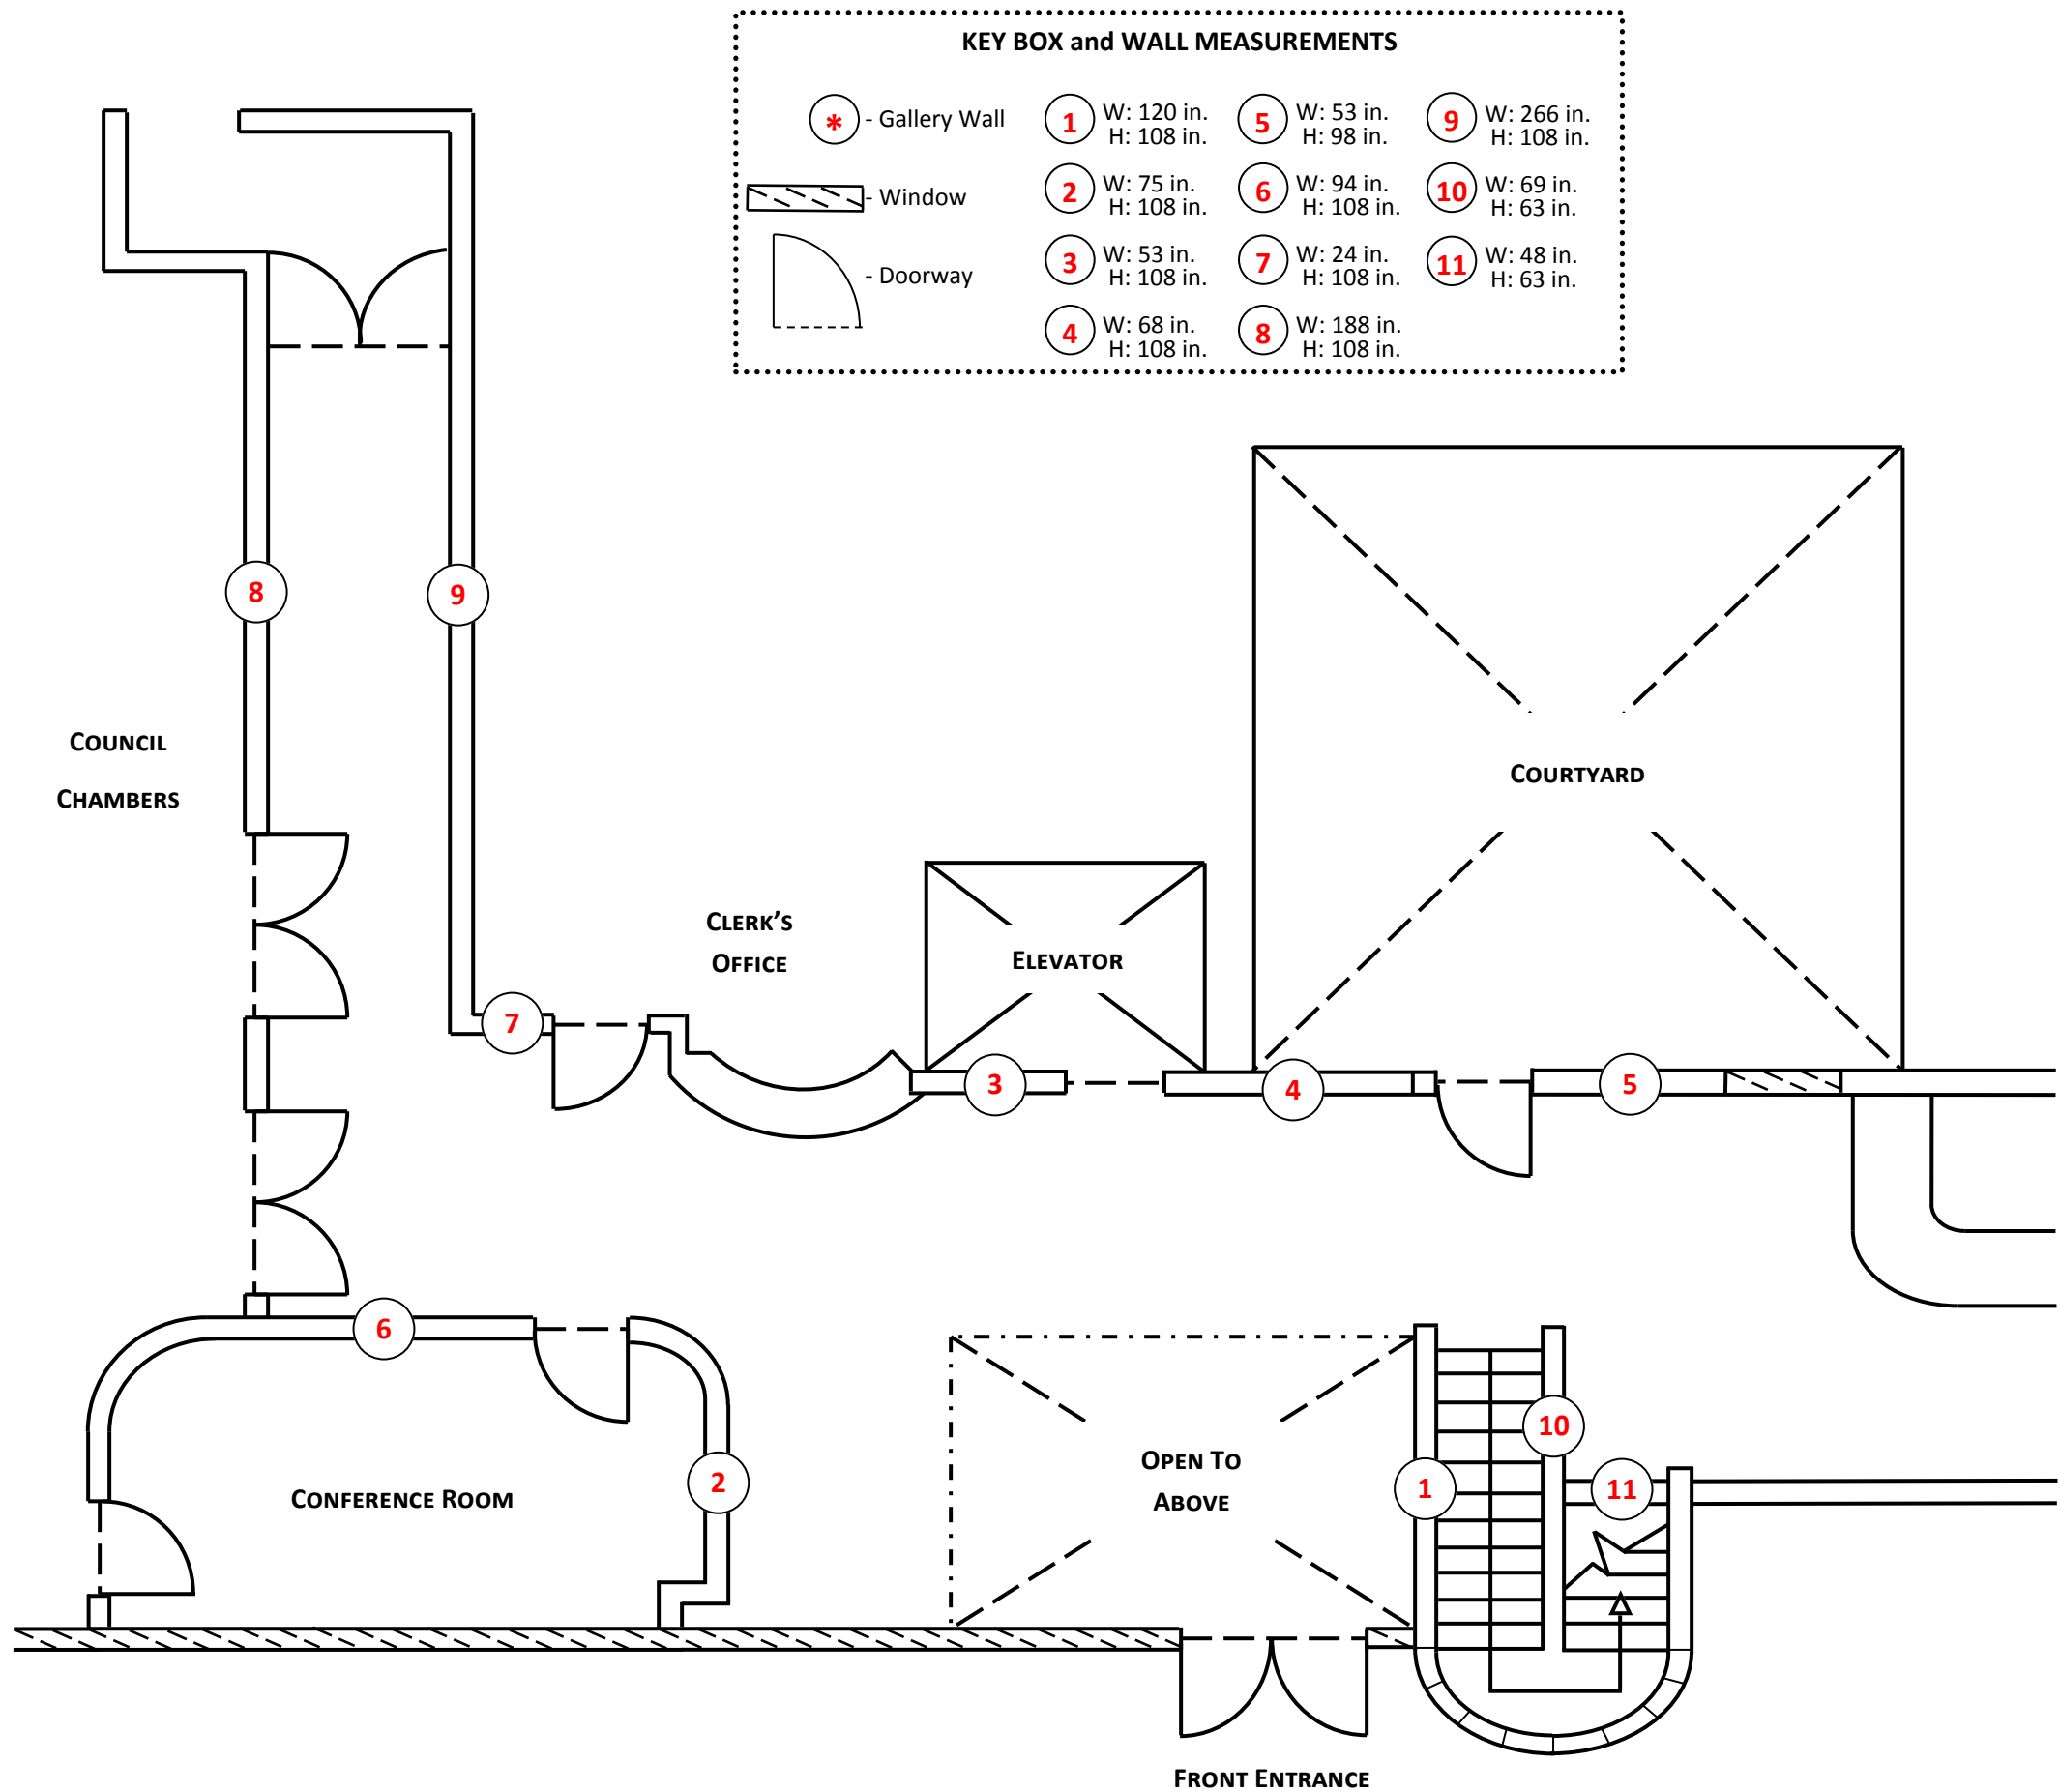 KEY BOX and WALL MEASUREMENTS
* - Gallery Wall
- Window
- Doorway
1 W: 120 in.
H: 108 in.
2 W: 75 in.
H: 108 in.
3 W: 53 in.
H: 108 in.
4 W: 68 in.
H: 108 in.
5 W: 53 in.
H: 98 in.
6 W: 94 in.
H: 108 in.
7 W: 24 in.
H: 108 in.
8 W: 188 in.
H: 108 in.
9 W: 266 in.
H: 108 in.
10 W: 69 in.
H: 63 in.
11 W: 48 in.
H: 63 in.
8
9
COUNCIL
CHAMBERS
COURTYARD
CLERK'S
OFFICE
ELEVATOR
7
3
4
5
6
10
2
1
11
OPEN TO
ABOVE
CONFERENCE ROOM
FRONT ENTRANCE